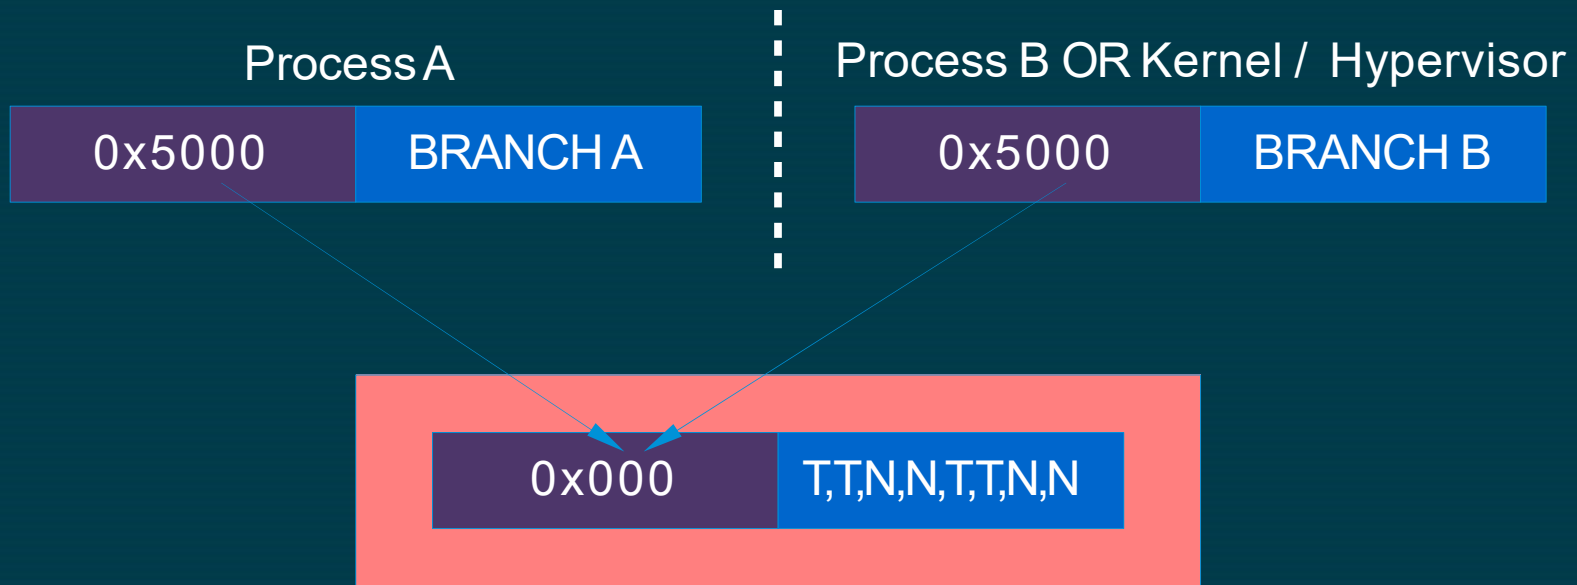 Process A
Process B OR Kernel / Hypervisor
0x5000 BRANCH A
0x5000 BRANCH B
0x000 T,T,N,N,T,T,N,N